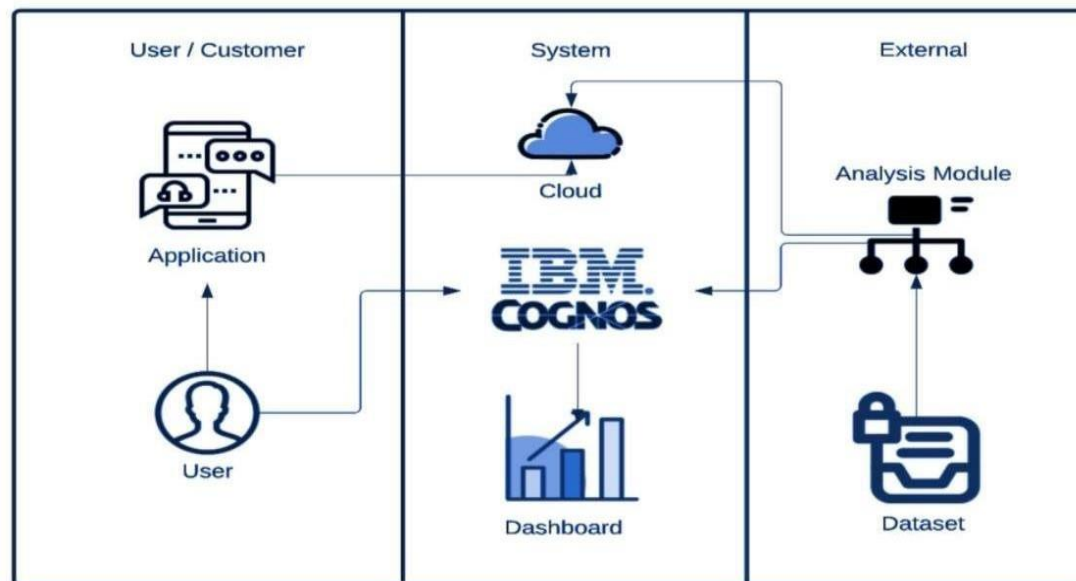 User / Customer
System
External
Cloud
Analysis Module
Application
IBM.
COGNOS
User
Dashboard
Dataset